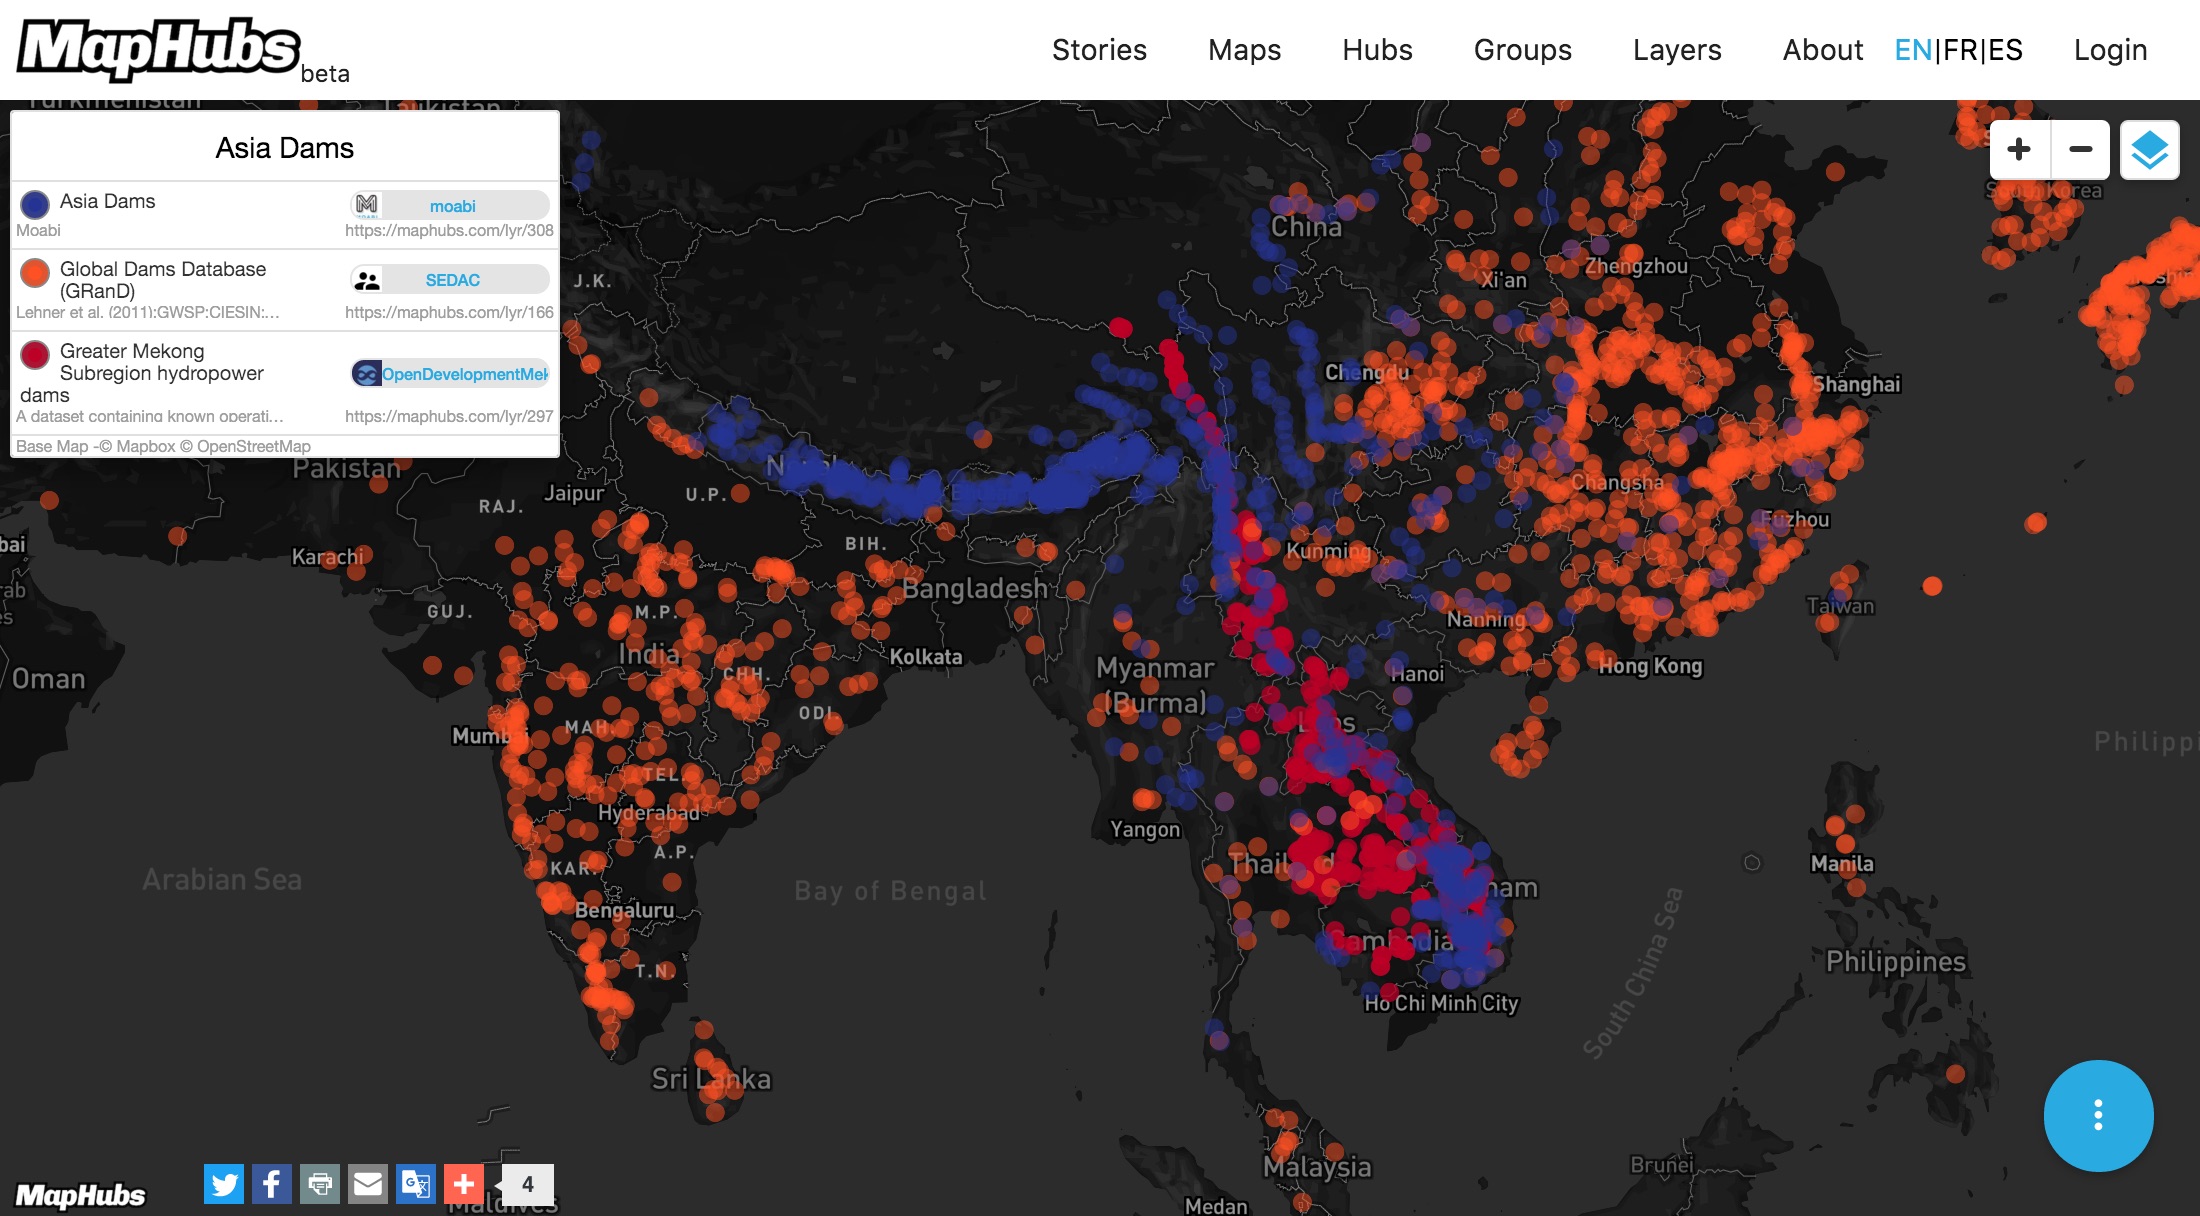 MapHubs
beta
Stories
Maps
Hubs
Groups
Layers
About
EN|FR|ES
Login
Asia Dams
Asia Dams
moabi
Moabi
https://maphubs.com/lyr/308
Global Dams Database
(GRanD)
SEDAC
Lehner et al. (2011):GWSP:CIESIN:...
https://maphubs.com/lyr/166
Greater Mekong
Subregion hydropower
dams
OpenDevelopmentMek
A dataset containing known operati...
https://maphubs.com/lyr/297
Base Map -© Mapbox © OpenStreetMap
China
South Korea
Zhengzhou
Xi'an
J.K.
Chengdu
Shanghai
Pakistan
Jaipur
U.P.
RAJ.
Changsha
Fuzhou
BIH.
Kunming
Karachi
Bangladesh
Taiwan
GUJ.
M.P.
Nanning
India
Kolkata
Hong Kong
Oman
CHH.
Myanmar
(Burma)
Hanoi
ODI.
Laos
Mumbai
MAH.
TEL.
Hyderabad
Yangon
A.P.
KAR.
Manila
Arabian Sea
Bay of Bengal
Bengaluru
Cambodia
T.N.
Philippines
South China Sea
Ho Chi Minh City
Sri Lanka
Malaysia
Brunei
Medan
MapHubs
4
Maldives